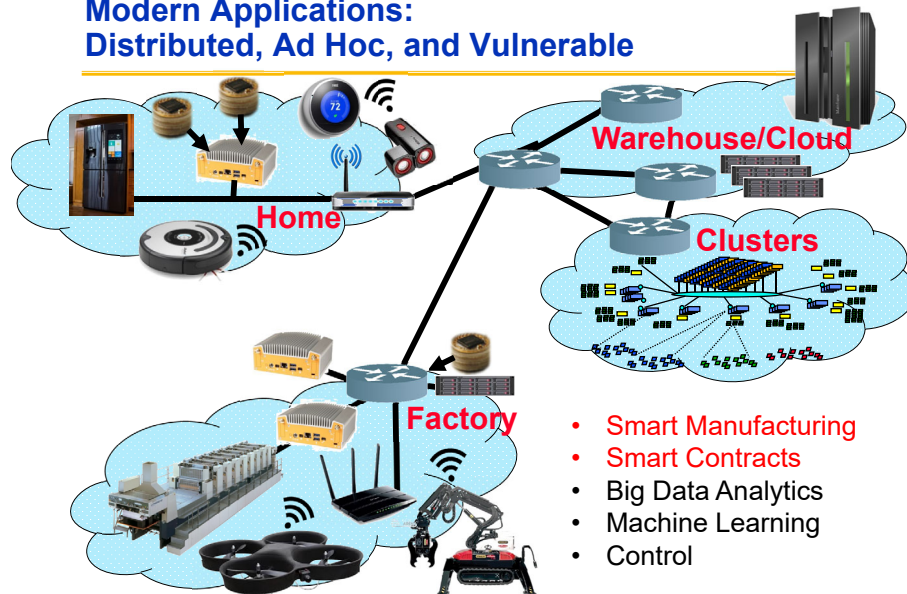 Modern Applications:
Distributed, Ad Hoc, and Vulnerable
72
Warehouse/Cloud
Home
Clusters
Factory
• Smart Manufacturing
• Smart Contracts
• Big Data Analytics
• Machine Learning
• Control